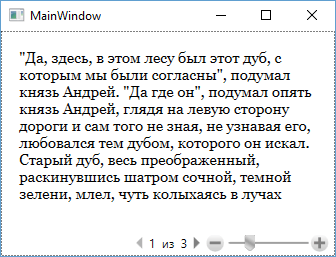 MainWindow
"Да, здесь, в этом лесу был этот дуб, с
которым мы были согласны", подумал
князь Андрей. "Да где он", подумал опять
князь Андрей, глядя на левую сторону
дороги и сам того не зная, не узнавая его,
любовался тем дубом, которого он искал.
Старый дуб, весь преображенный,
раскинувшись шатром сочной, темной
зелени, млел, чуть колыхаясь в лучах
1 из 3